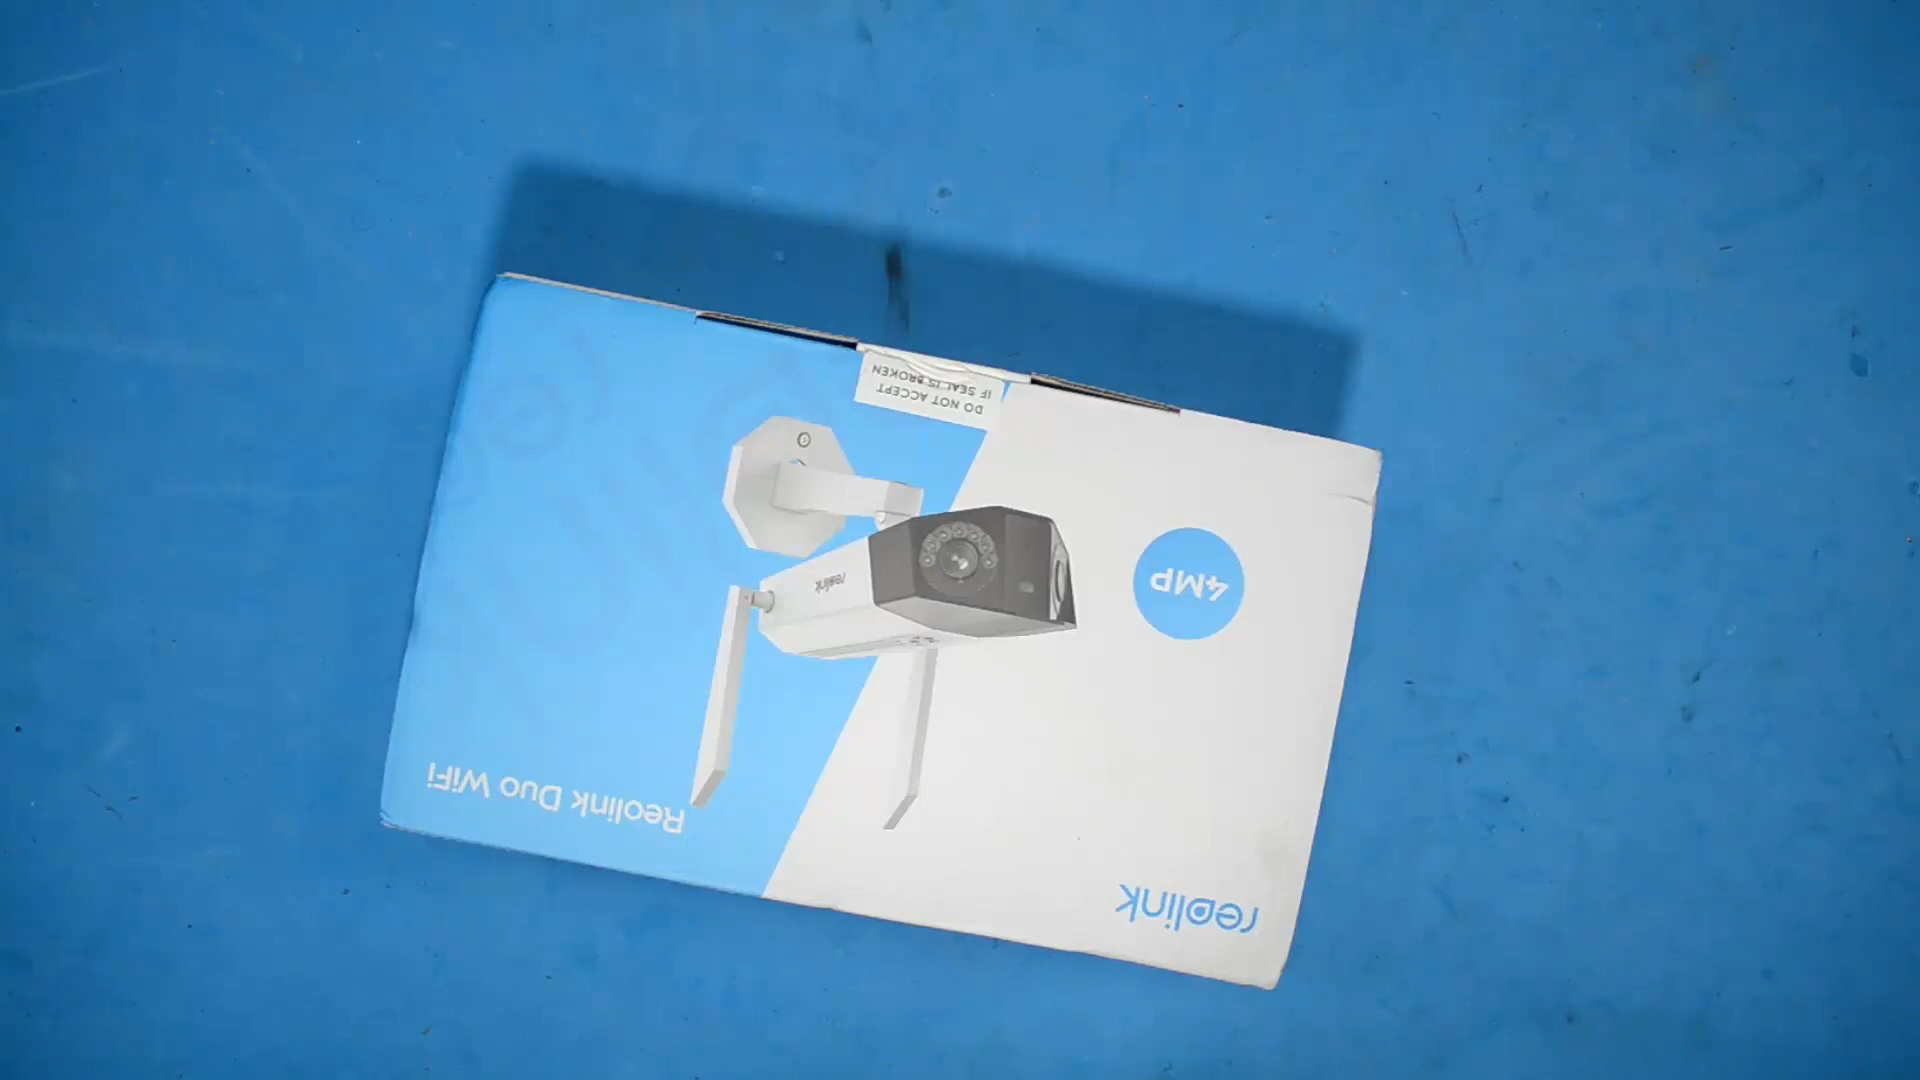 reolink
Reolink Duo WiFi
4MP
reolink
DO NOT ACCEPT
IF SEAL IS BROKEN